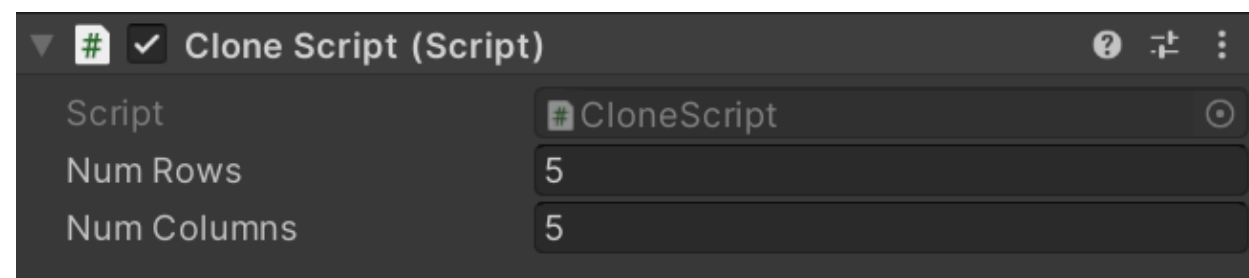 # Clone Script (Script)
Script # CloneScript
Num Rows 5
Num Columns 5